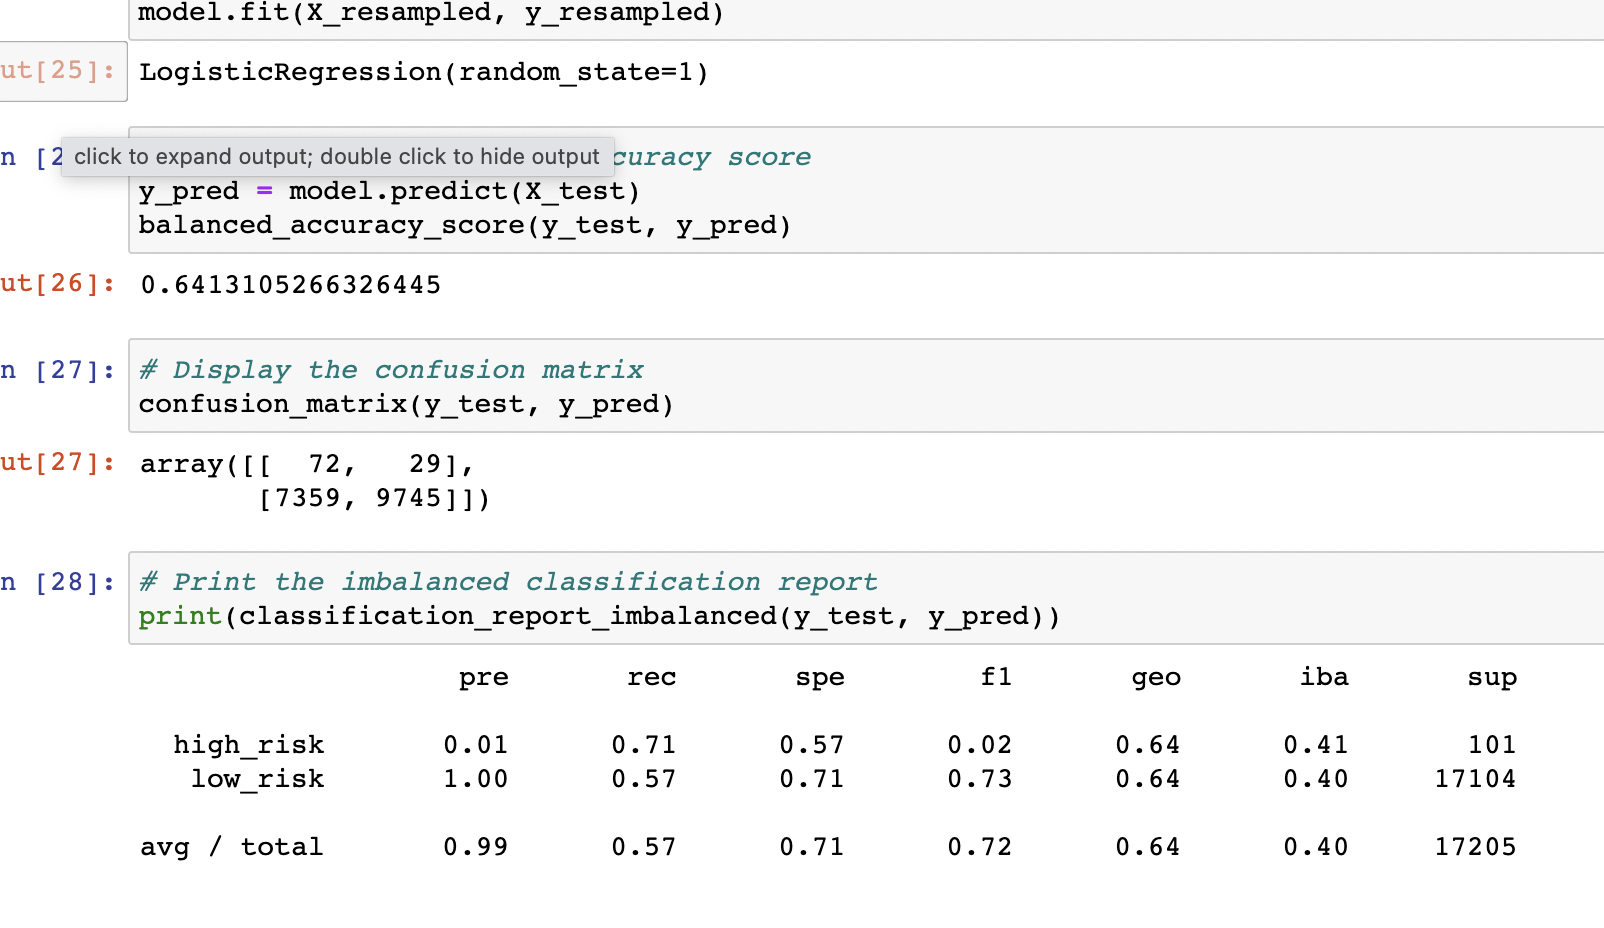 model.fit(X_resampled, y_resampled)
ut[25]: LogisticRegression(random_state=1)
n [2 click to expand output; double click to hide output curacy score
y_pred = model.predict(X_test)
balanced_accuracy_score(y_test, y_pred)
ut[26]: 0.6413105266326445
n [27]: # Display the confusion matrix
confusion_matrix(y_test, y_pred)
ut[27]: array([[  72,   29],
       [7359, 9745]])
n [28]: # Print the imbalanced classification report
print(classification_report_imbalanced(y_test, y_pred))
pre rec spe f1 geo iba sup
high_risk 0.01 0.71 0.57 0.02 0.64 0.41 101
low_risk 1.00 0.57 0.71 0.73 0.64 0.40 17104
avg / total 0.99 0.57 0.71 0.72 0.64 0.40 17205